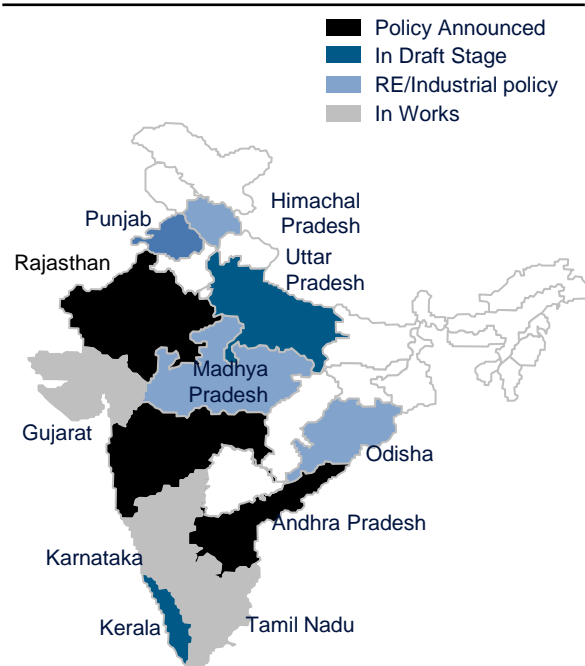 Policy Announced
In Draft Stage
RE/Industrial policy
In Works
Himachal
Pradesh
Punjab
Uttar
Pradesh
Rajasthan
Madhya
Pradesh
Gujarat
Odisha
Andhra Pradesh
Karnataka
Kerala
Tamil Nadu